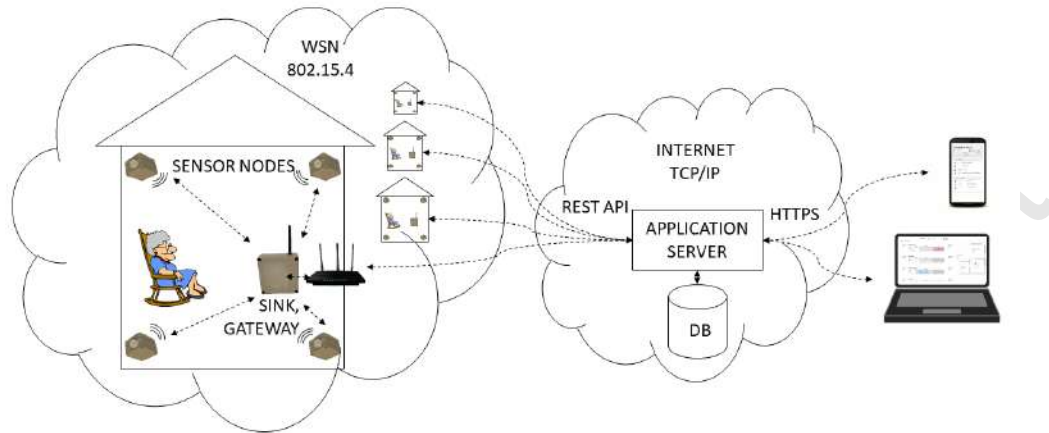 WSN
802.15.4
SENSOR NODES
SINK,
GATEWAY
INTERNET
TCP/IP
REST API
HTTPS
APPLICATION
SERVER
DB